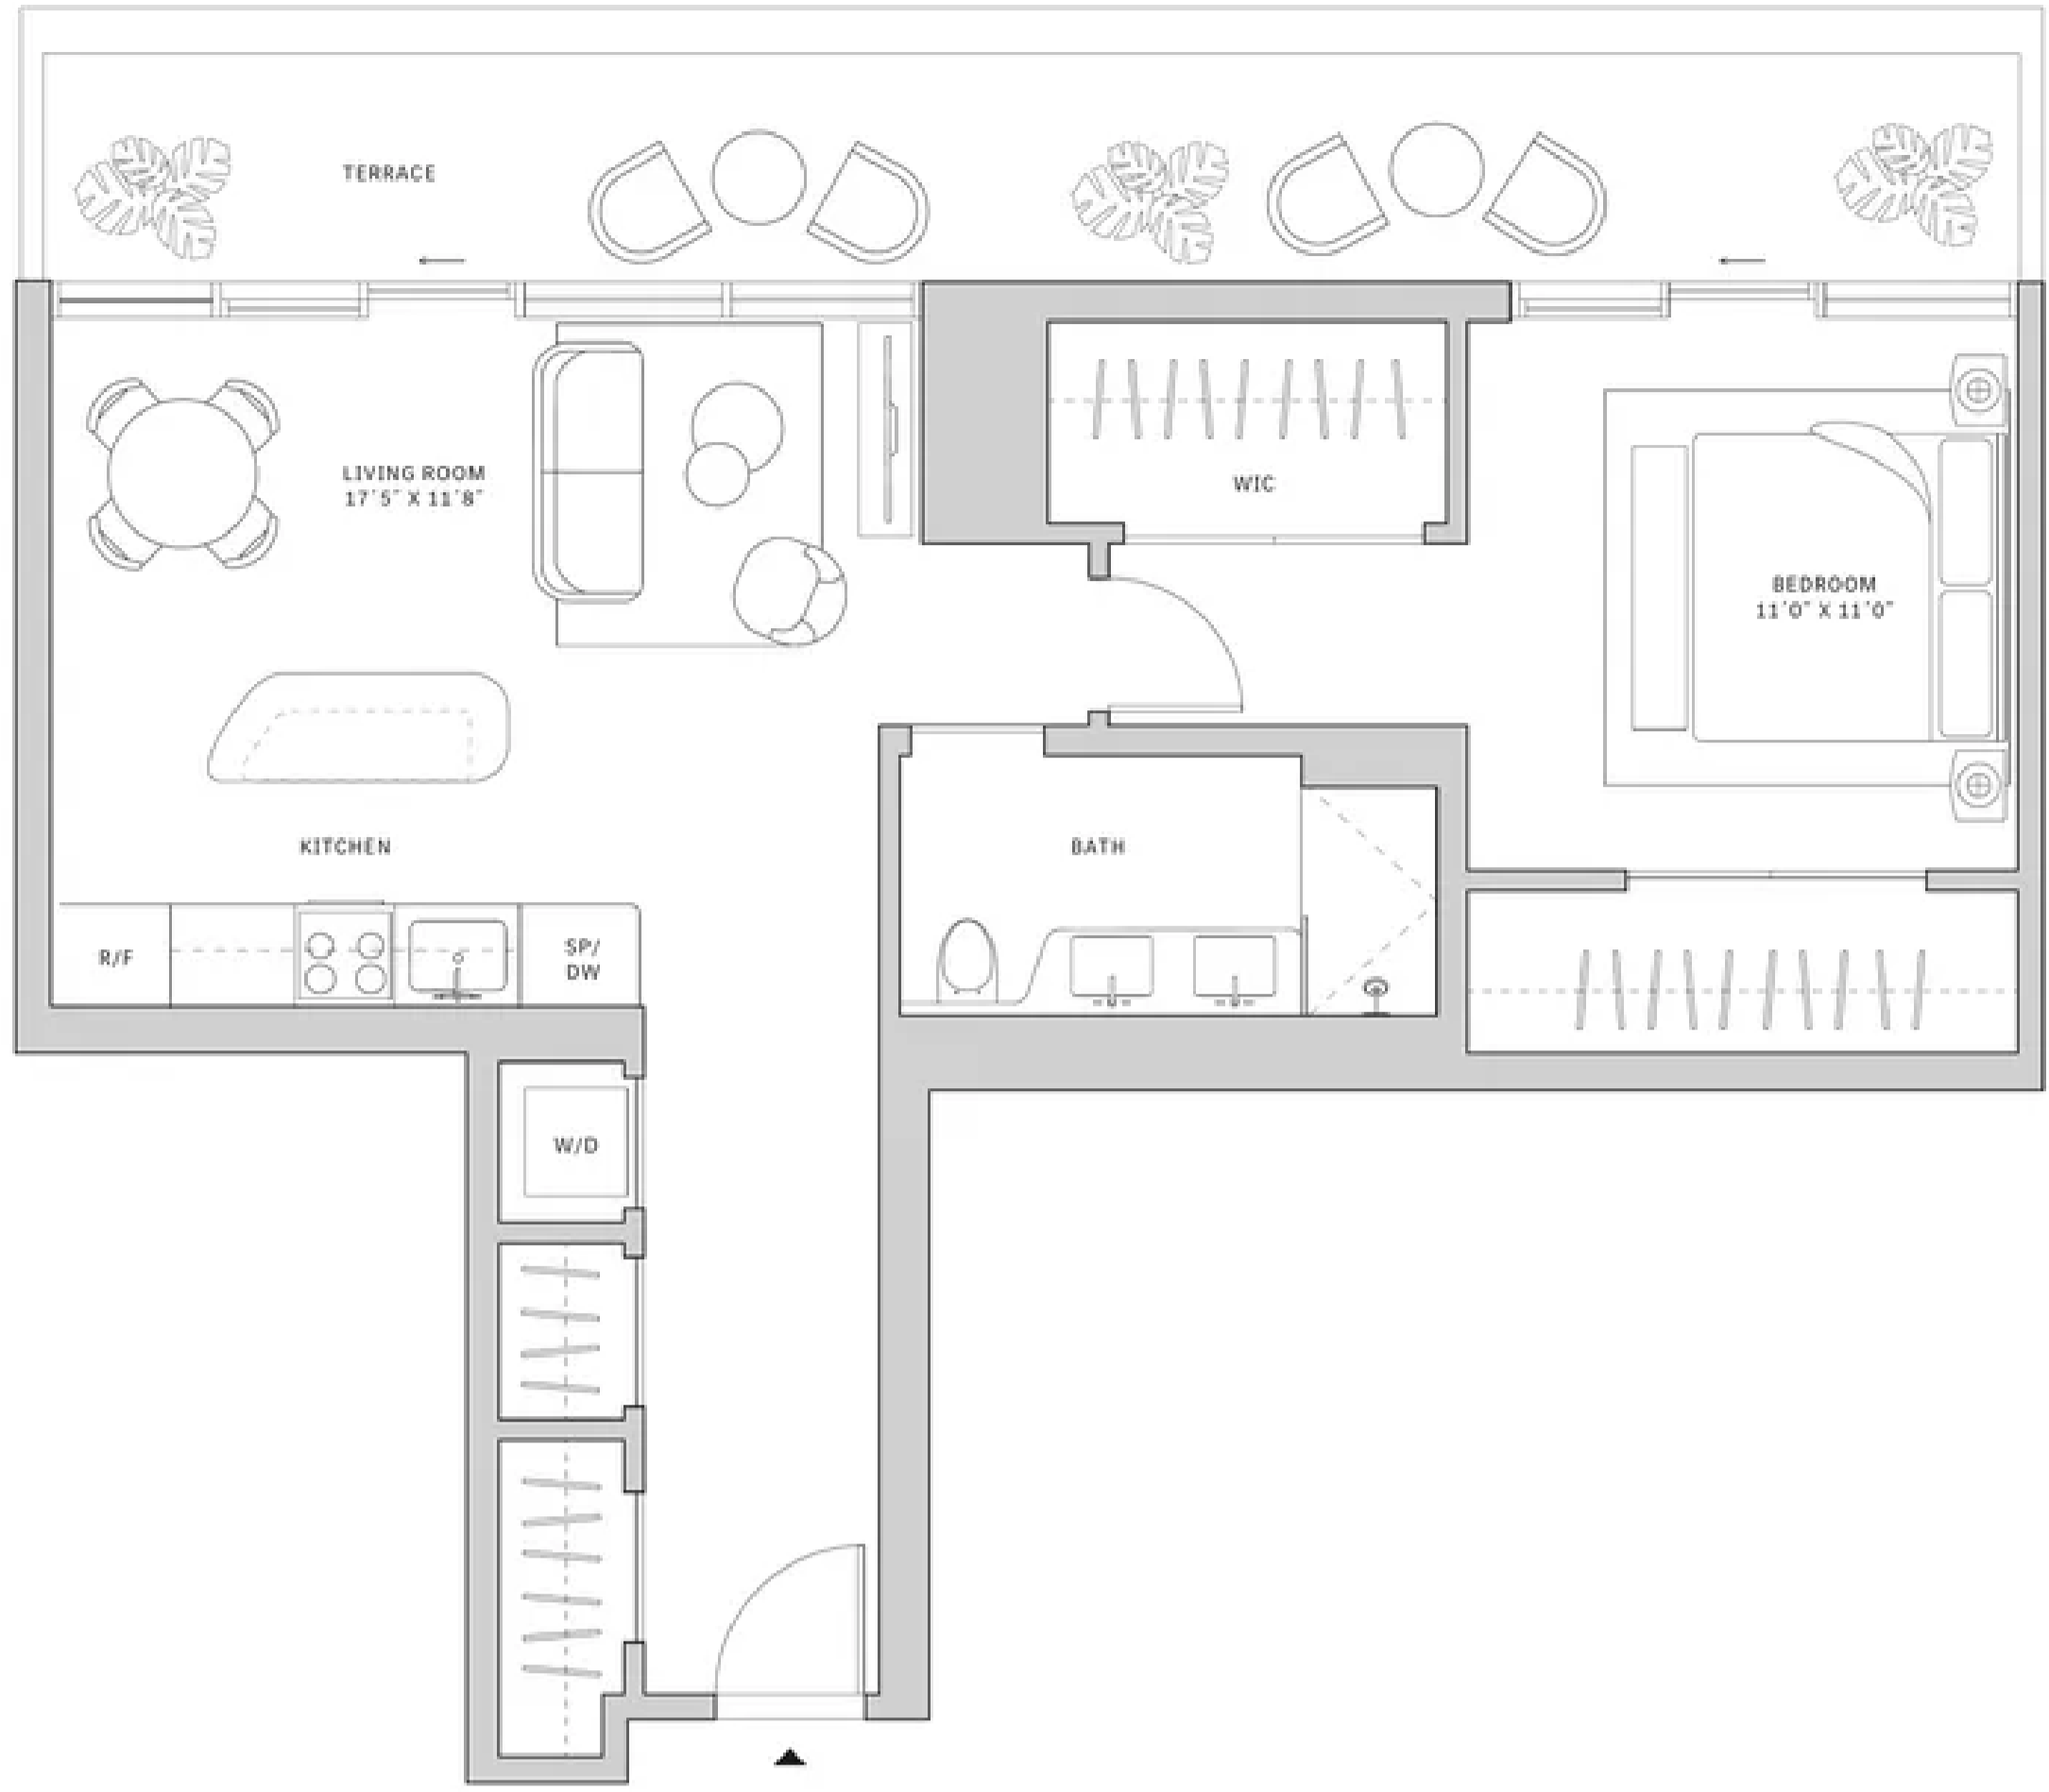 TERRACE
LIVING ROOM
17'5" X 11'8"
WIC
BEDROOM
11'0" X 11'0"
KITCHEN
BATH
R/F
SP/
DW
W/D